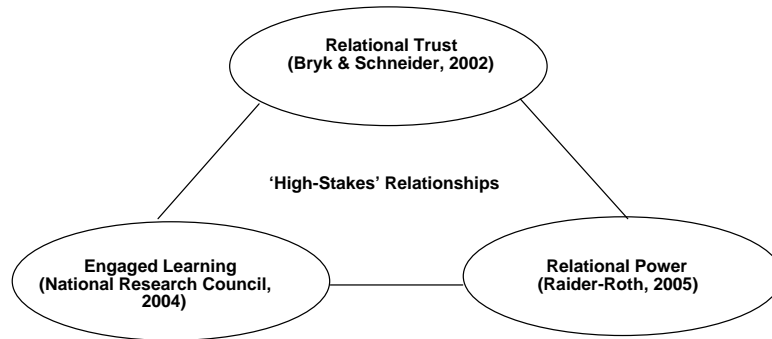 Relational Trust
(Bryk & Schneider, 2002)
‘High-Stakes’ Relationships
Engaged Learning
(National Research Council,
2004)
Relational Power
(Raider-Roth, 2005)